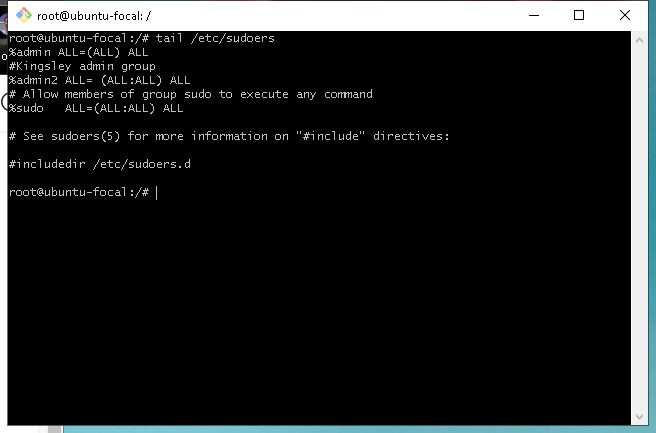 root@ubuntu-focal: /
root@ubuntu-focal:/# tail /etc/sudoers
%admin ALL=(ALL) ALL
#Kingsley admin group
%admin2 ALL= (ALL:ALL) ALL
# Allow members of group sudo to execute any command
%sudo   ALL=(ALL:ALL) ALL
# See sudoers(5) for more information on "#include" directives:
#includedir /etc/sudoers.d
root@ubuntu-focal:/#